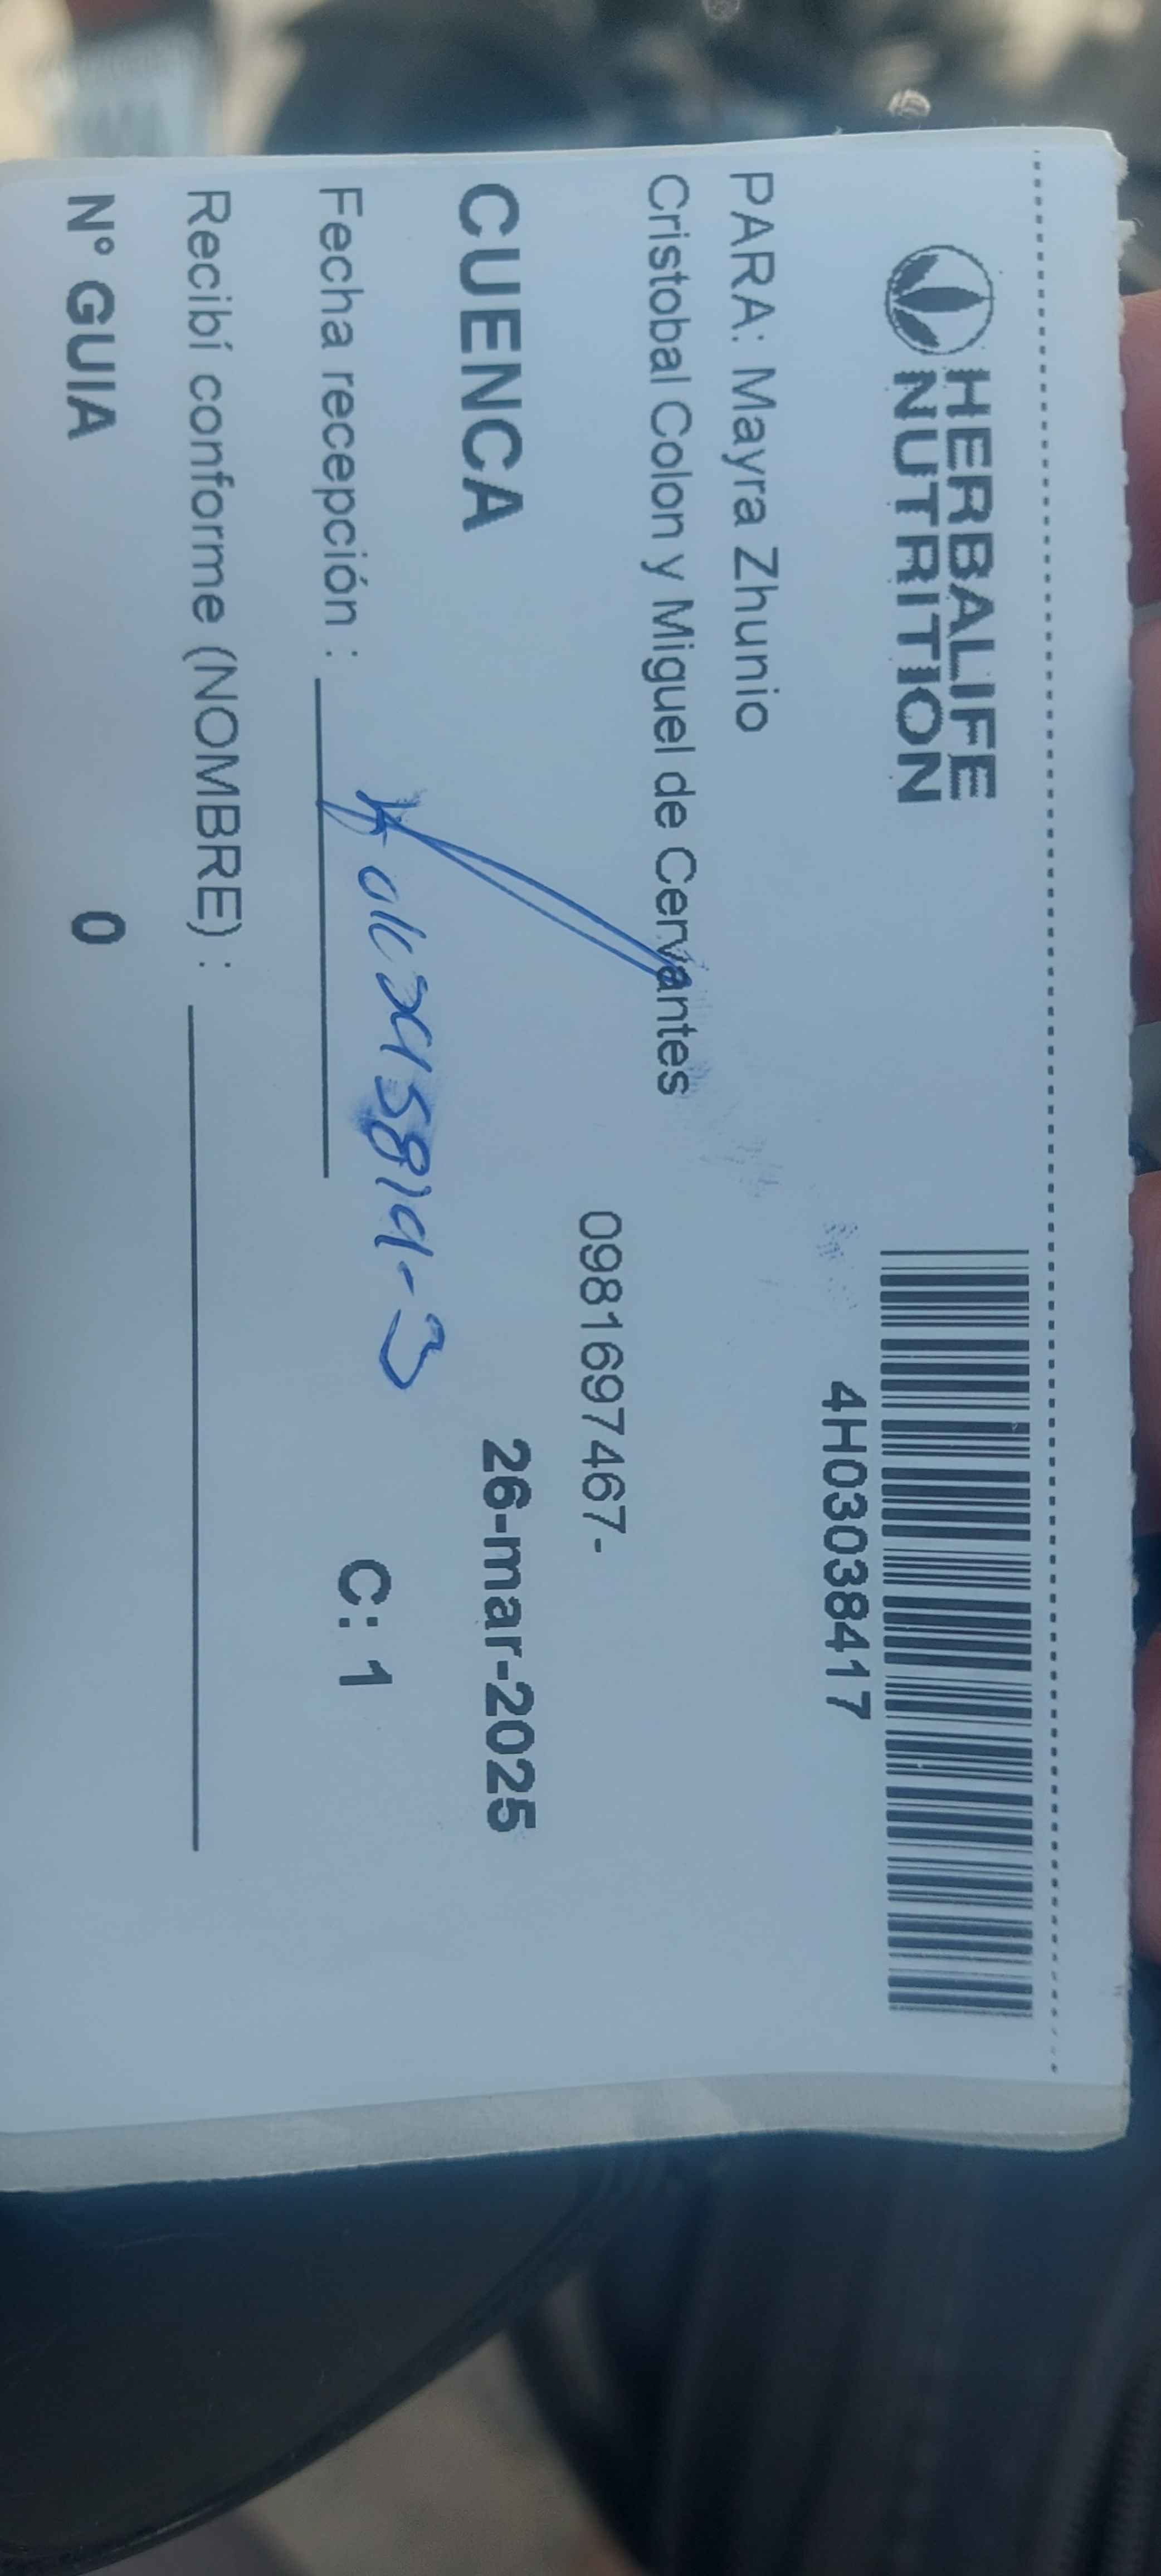 HERBALIFE
NUTRITION
4H03038417
PARA: Mayra Zhunio
Cristobal Colon y Miguel de Cervantes
0981697467-
CUENCA
26-mar-2025
Fecha recepción :
C: 1
Recibí conforme (NOMBRE) :
N° GUIA 0